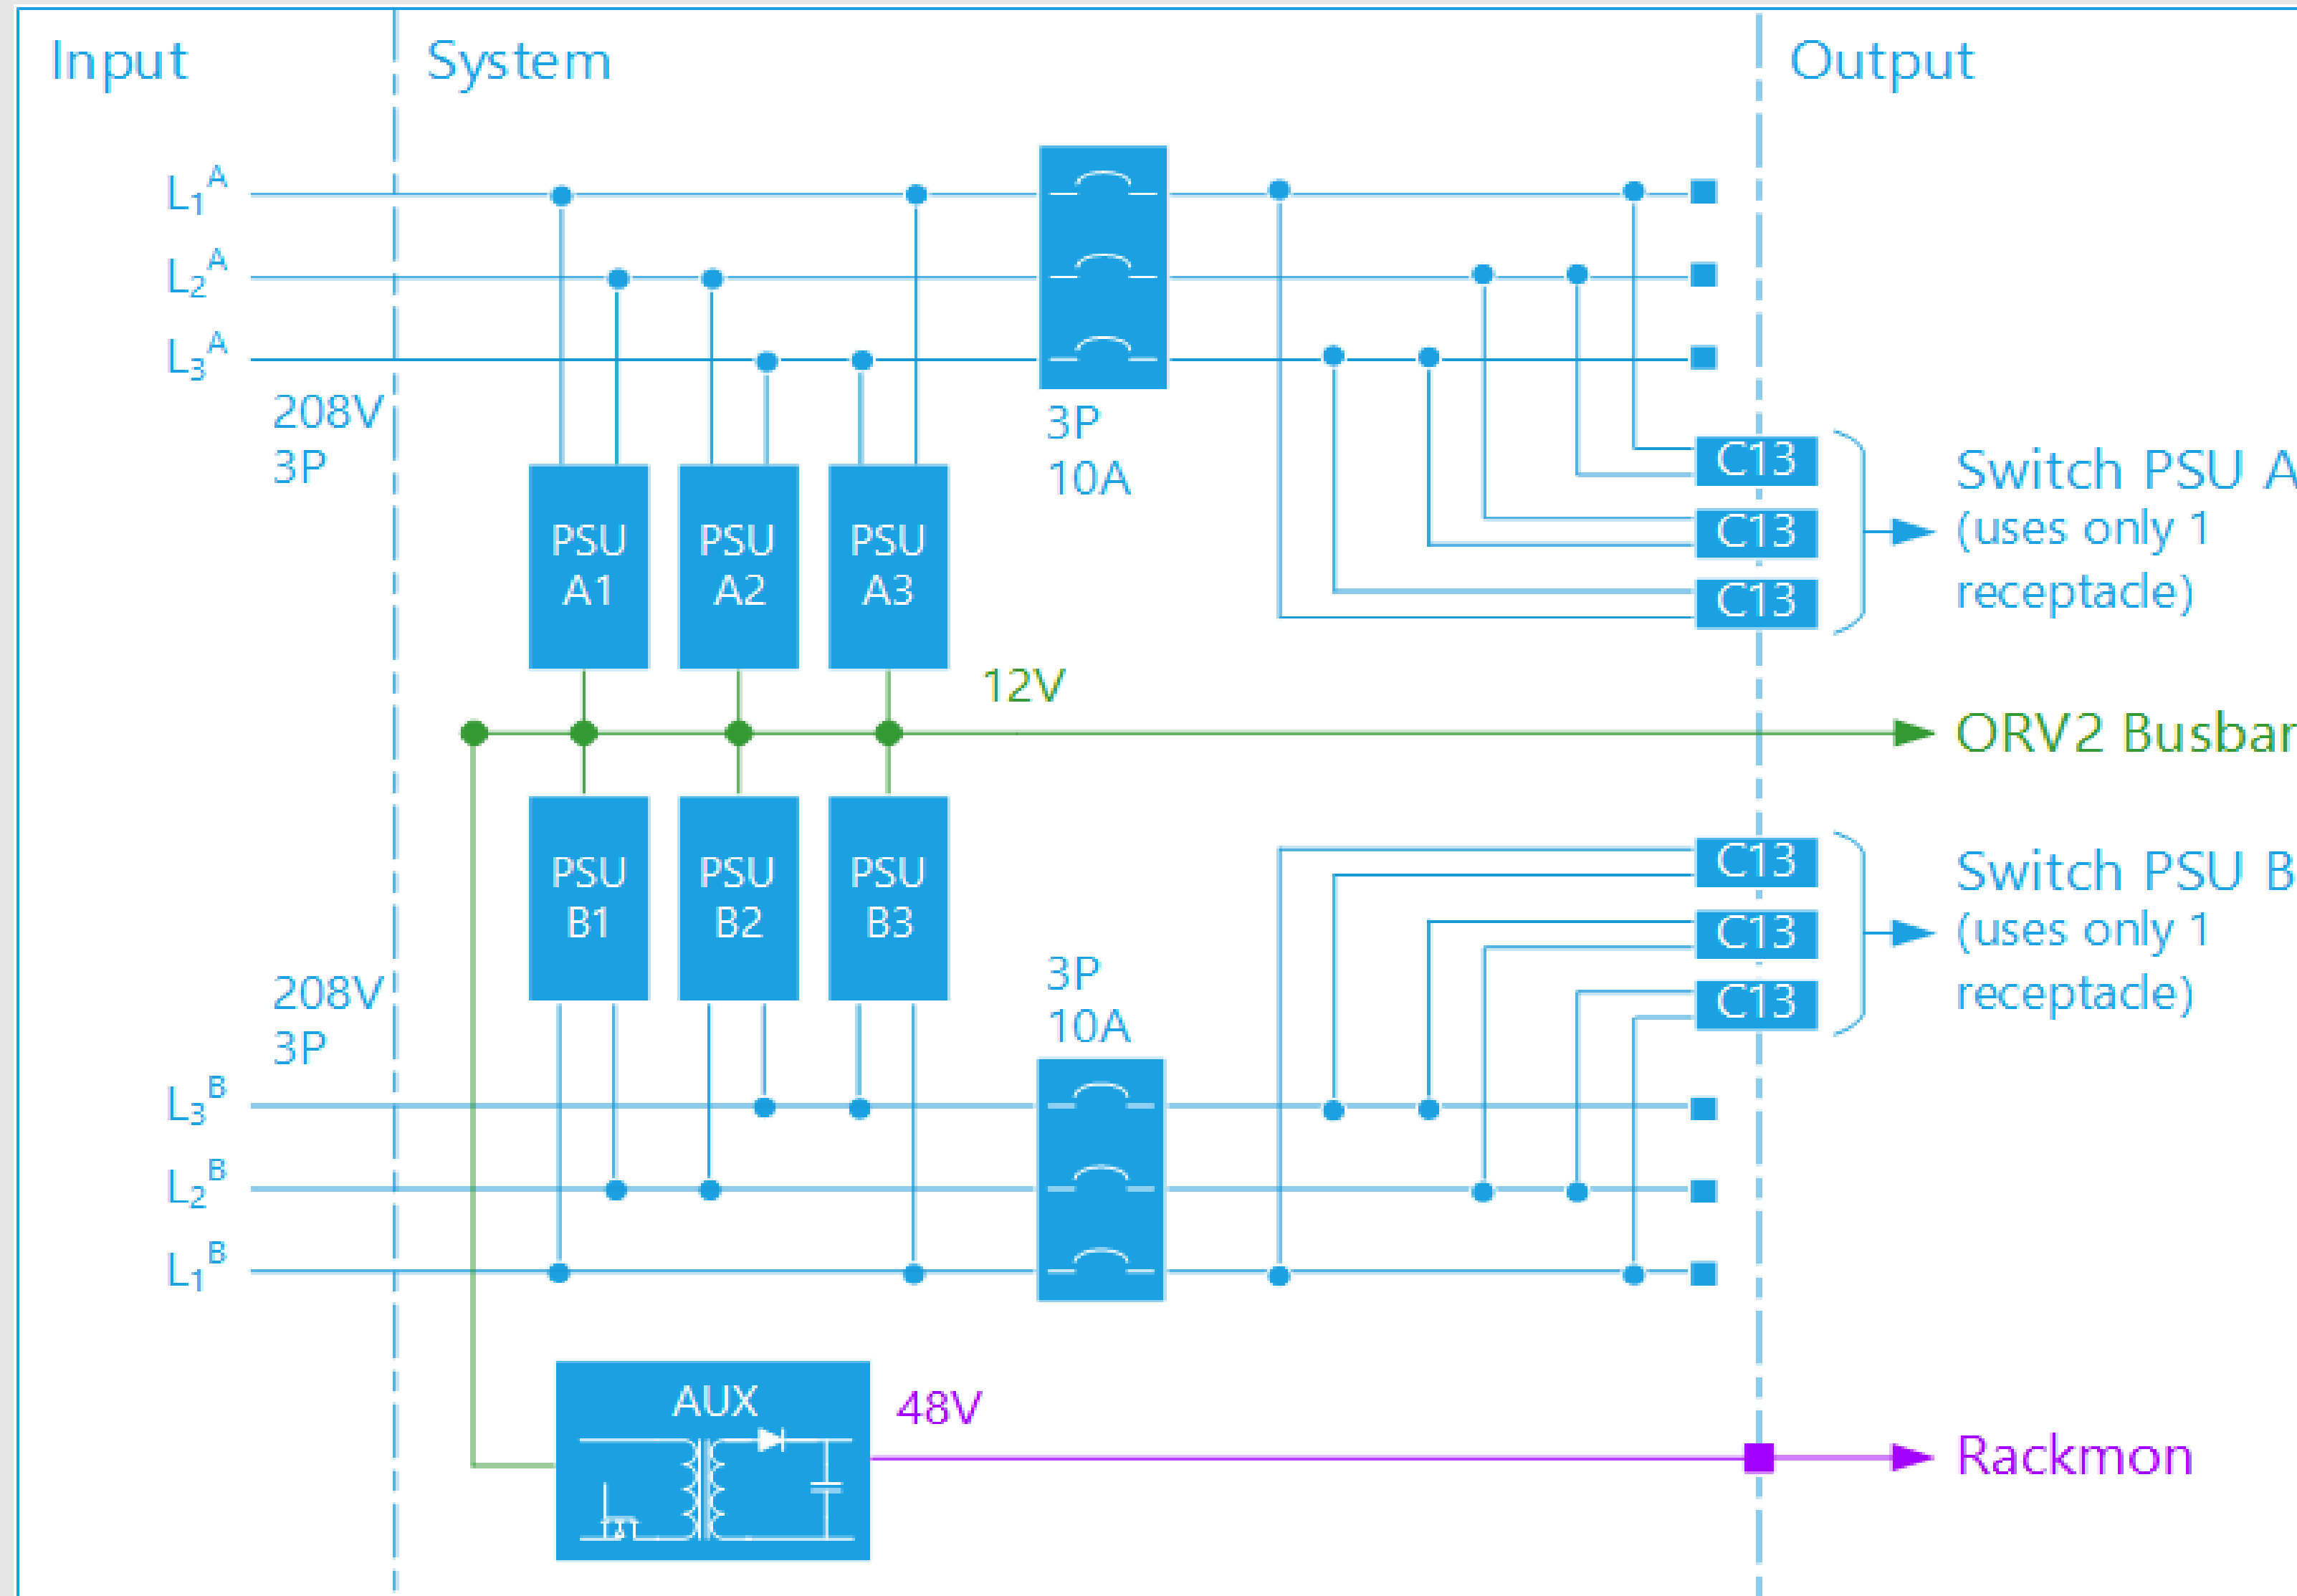 Input
System
Output
L₁ᴬ
L₂ᴬ
L₃ᴬ
208V
3P
3P
10A
C13
C13
C13
Switch PSU A
(uses only 1
receptacle)
PSU
A1
PSU
A2
PSU
A3
12V
ORV2 Busbar
PSU
B1
PSU
B2
PSU
B3
C13
C13
C13
Switch PSU B
(uses only 1
receptacle)
208V
3P
3P
10A
L₃ᴮ
L₂ᴮ
L₁ᴮ
AUX
48V
Rackmon